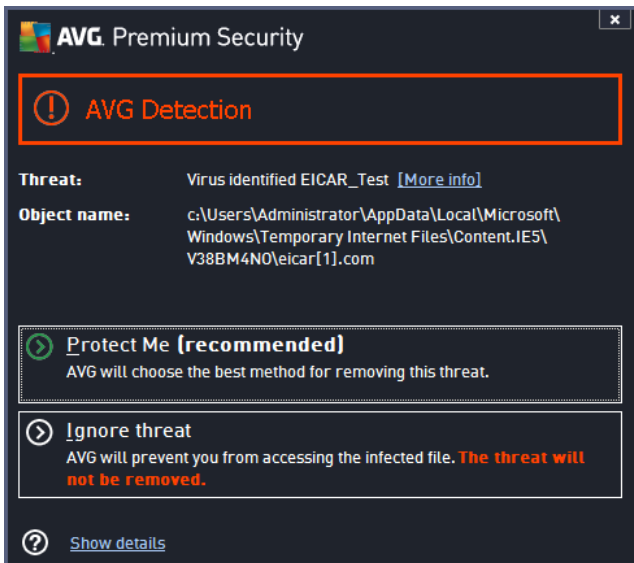 AVG. Premium Security
x
AVG Detection
Threat: Virus identified EICAR_Test [More info]
Object name: c:\Users\Administrator\AppData\Local\Microsoft\
Windows\Temporary Internet Files\Content.IE5\
V38BM4N0\eicar[1].com
Protect Me (recommended)
AVG will choose the best method for removing this threat.
Ignore threat
AVG will prevent you from accessing the infected file. The threat will
not be removed.
? Show details